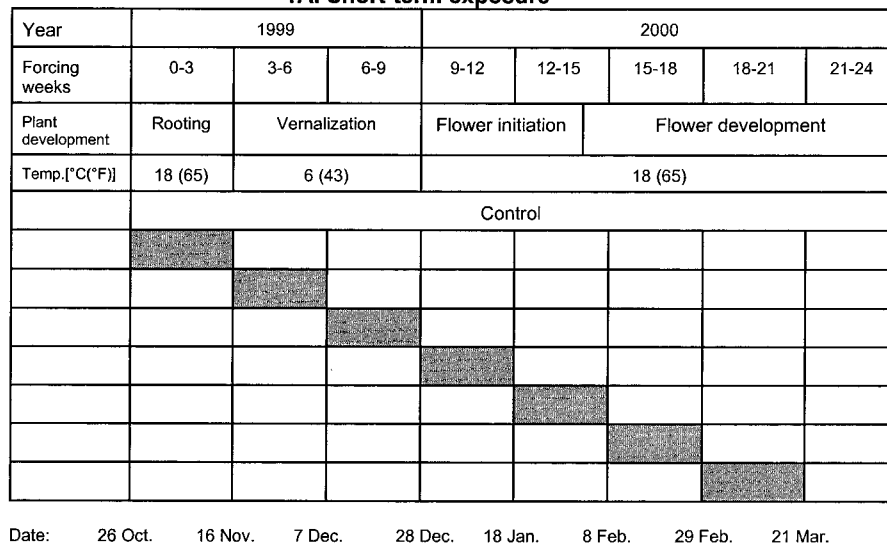 1A. Short-term exposure
Year 1999 2000
Forcing weeks 0-3 3-6 6-9 9-12 12-15 15-18 18-21 21-24
Plant development Rooting Vernalization Flower initiation Flower development
Temp.[°C(°F)] 18 (65) 6 (43) 18 (65)
Control
Date: 26 Oct. 16 Nov. 7 Dec. 28 Dec. 18 Jan. 8 Feb. 29 Feb. 21 Mar.